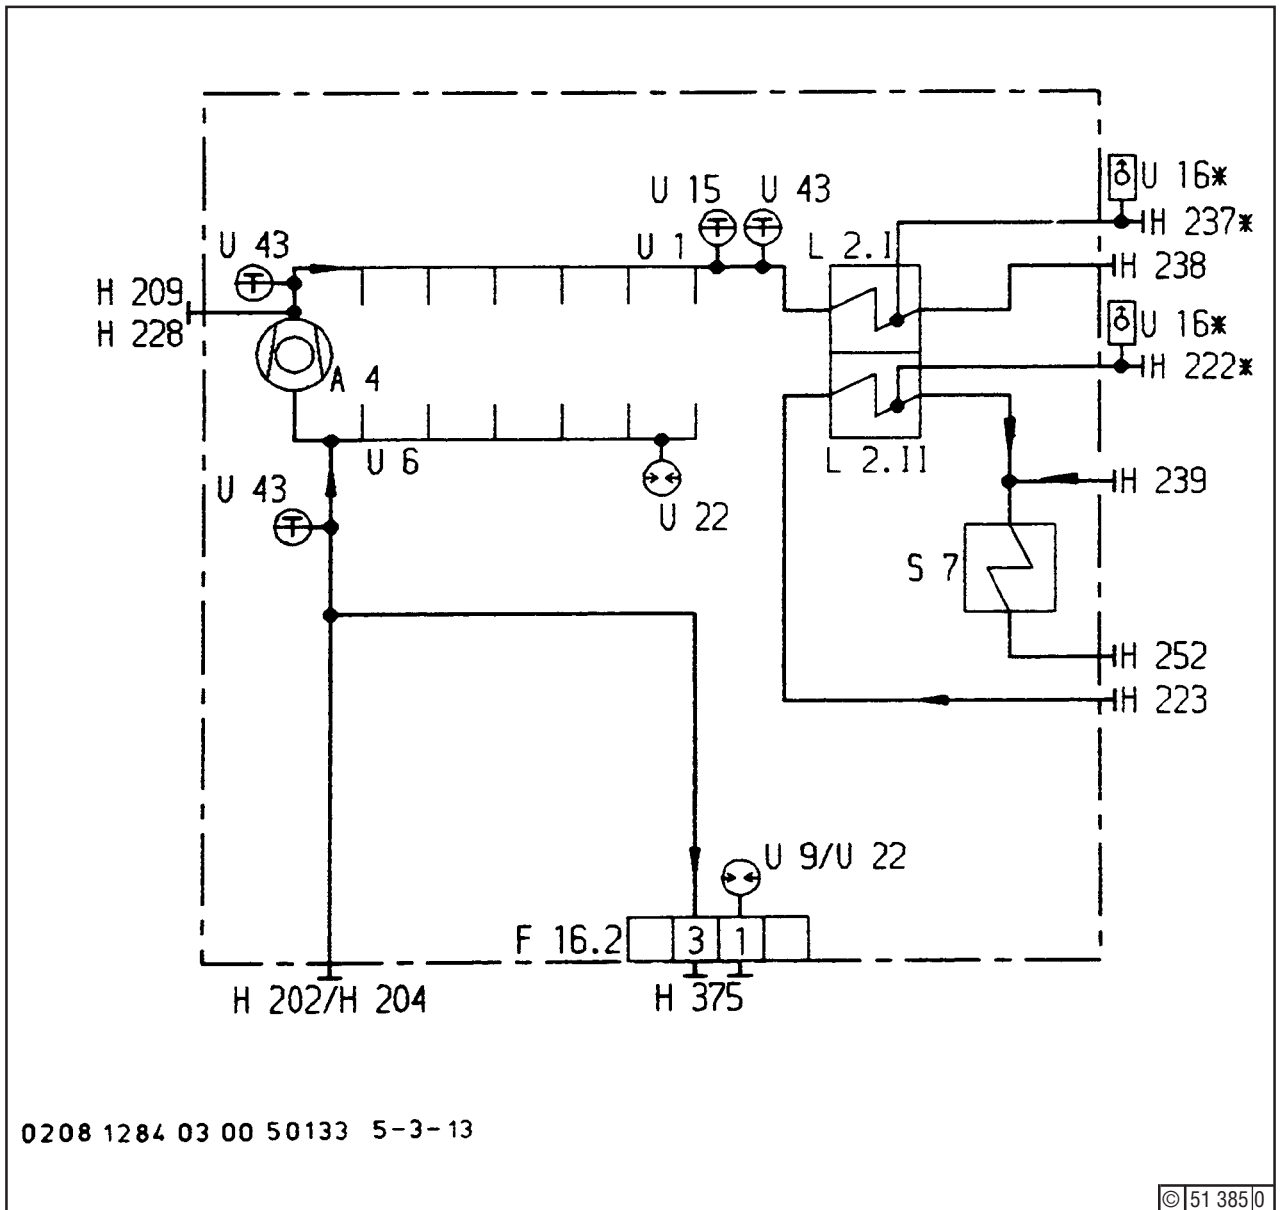 U 16*
U 15
U 43
H 237*
U 43
U 1
L 2.I
H 238
H 209
H 228
U 16*
H 222*
A 4
U 6
L 2.II
U 43
H 239
U 22
S 7
H 252
H 223
U 9/U 22
F 16.2
3
1
H 202/H 204
H 375
0208 1284 03 00 50133 5-3-13
© 51 385 0